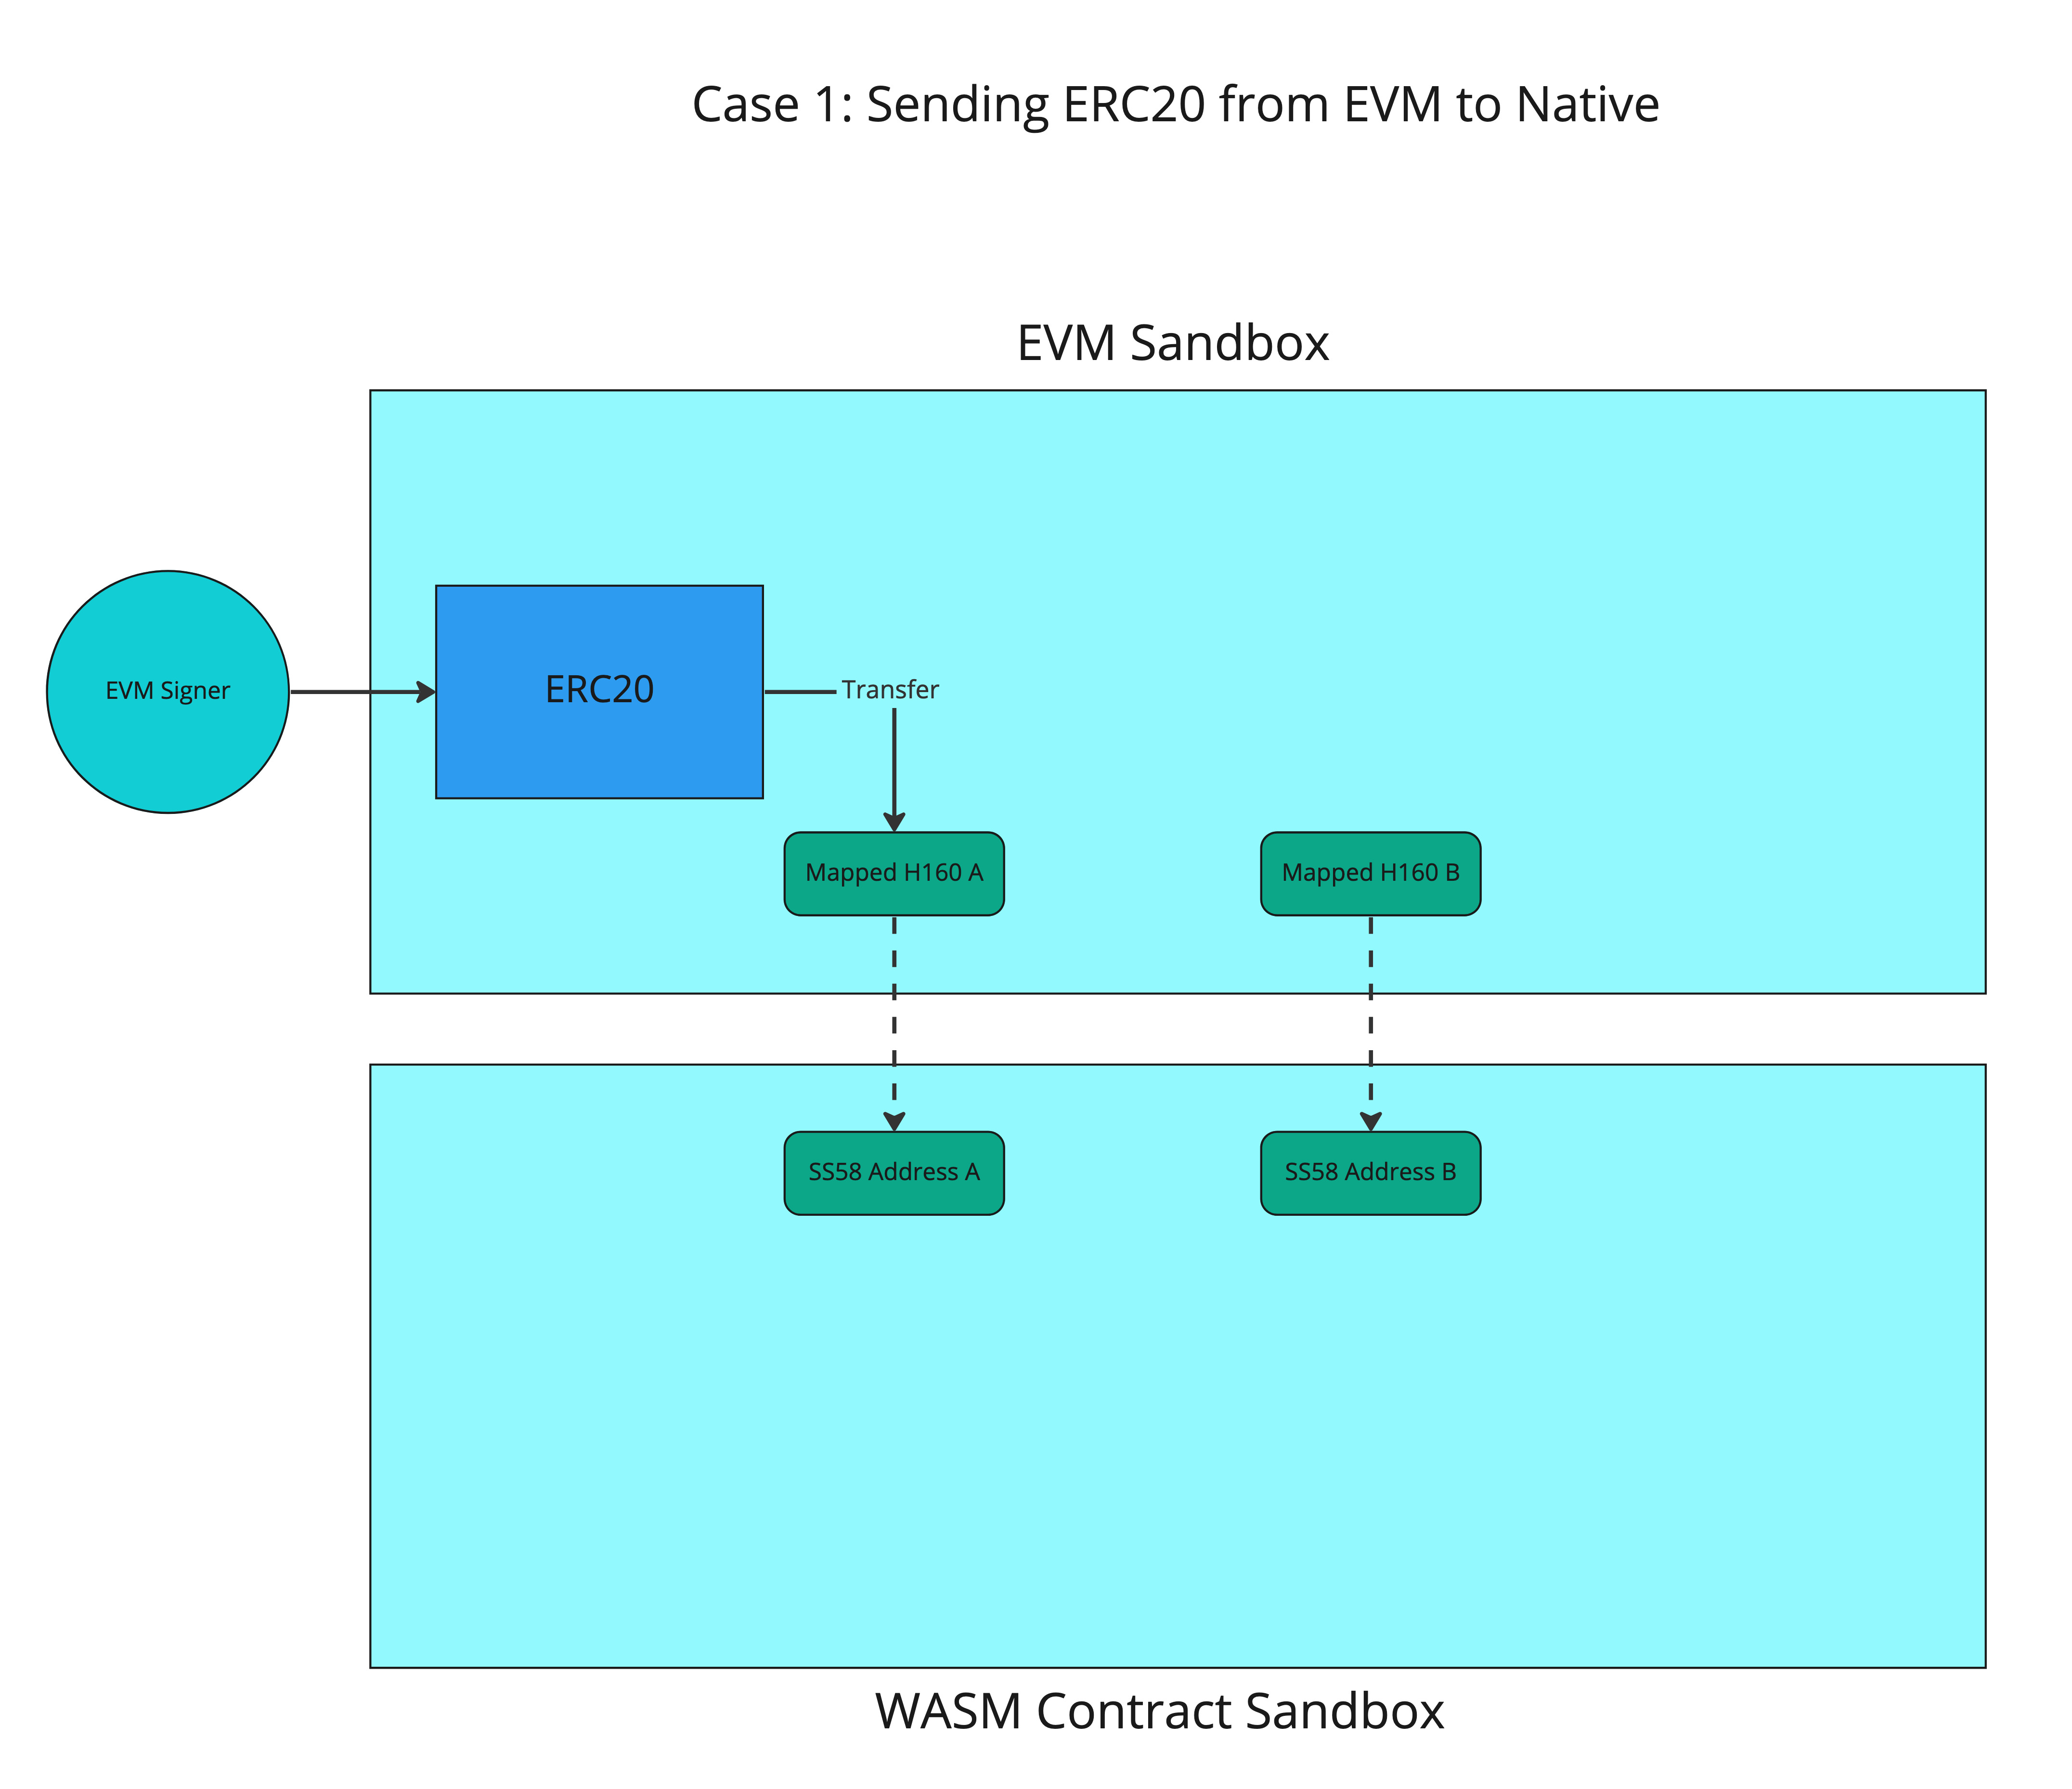 Case 1: Sending ERC20 from EVM to Native
EVM Sandbox
EVM Signer
ERC20
Transfer
Mapped H160 A
Mapped H160 B
SS58 Address A
SS58 Address B
WASM Contract Sandbox